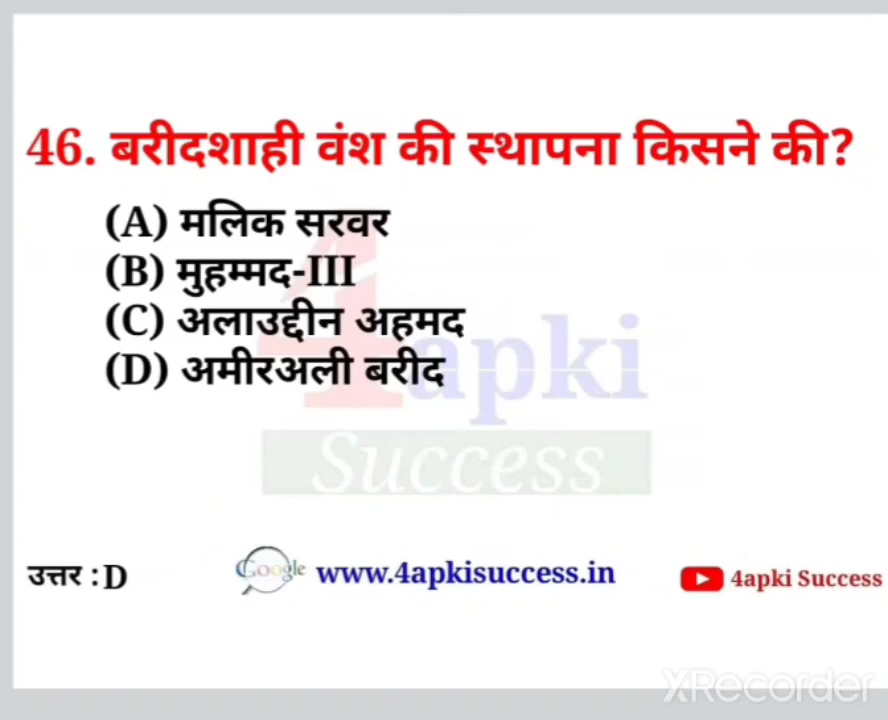 46. बरीदशाही वंश की स्थापना किसने की?
(A) मलिक सरवर
(B) मुहम्मद-III
(C) अलाउद्दीन अहमद
(D) अमीरअली बरीद
4apki
Success
उत्तर : D
Google www.4apkisuccess.in
4apki Success
XRecorder